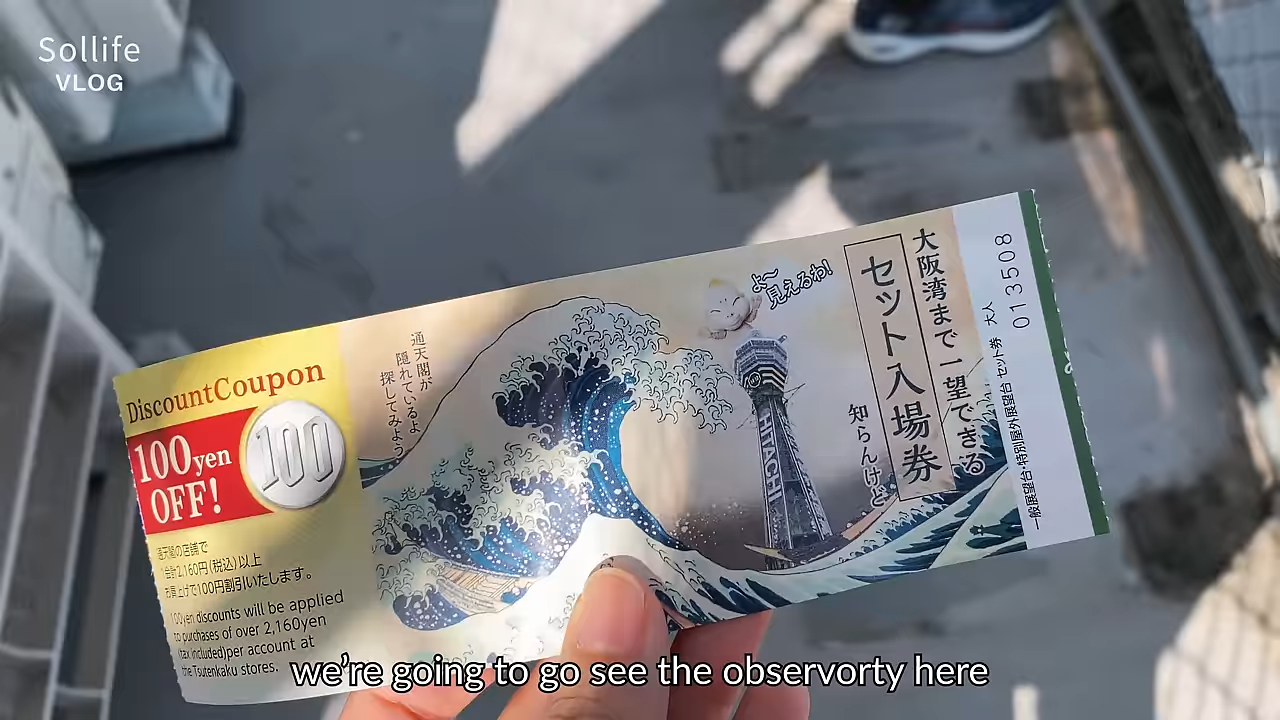 Sollife
VLOG
DiscountCoupon
100yen
OFF!
100
通天閣の店舗で
合計2,160円(税込)以上
お買上げで100円割引いたします。
100yen discounts will be applied
to purchases of over 2,160yen
(tax included)per account at
the Tsutenkaku stores.
通天閣が
隠れているよ
探してみよう
よ〜
見えるわ!
HITACHI
大阪湾まで一望できる
セット入場券
知らんけど
一般展望台・特別屋外展望台 セット券 大人
013508
we're going to go see the observorty here